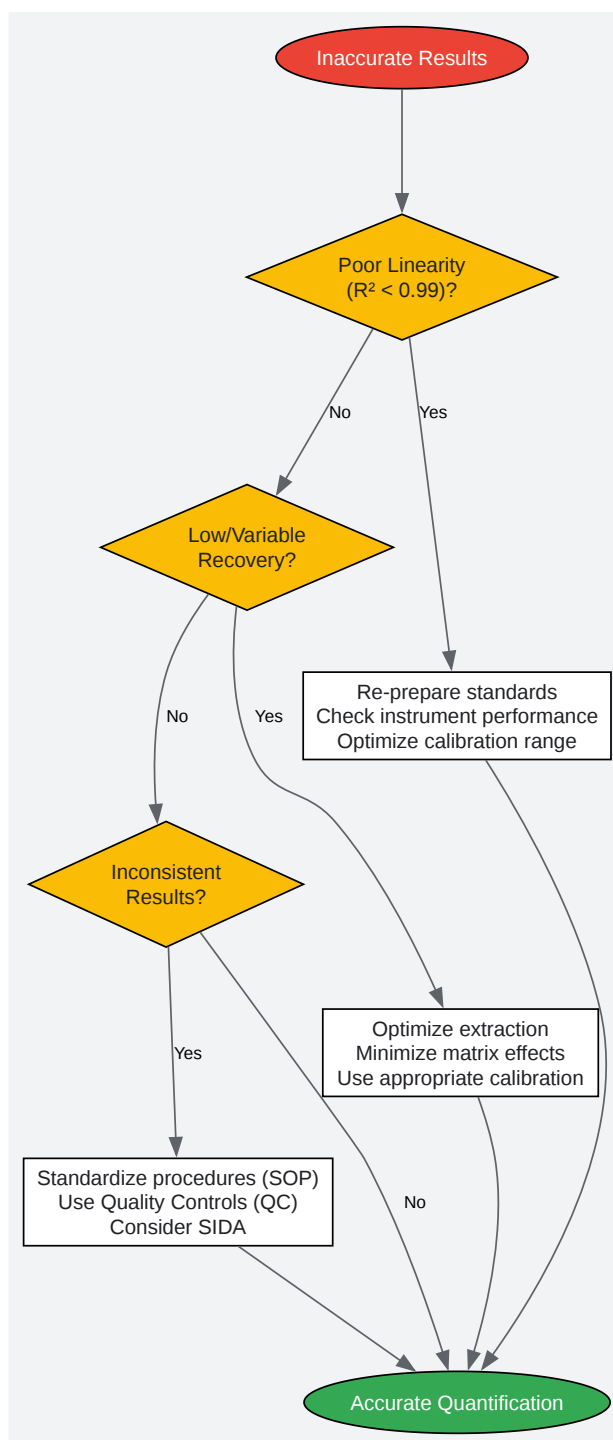 Inaccurate Results
Poor Linearity
(R² < 0.99)?
No
Yes
Low/Variable
Recovery?
Re-prepare standards
Check instrument performance
Optimize calibration range
No
Yes
Inconsistent
Results?
Optimize extraction
Minimize matrix effects
Use appropriate calibration
Yes
Standardize procedures (SOP)
Use Quality Controls (QC)
Consider SIDA
No
Accurate Quantification